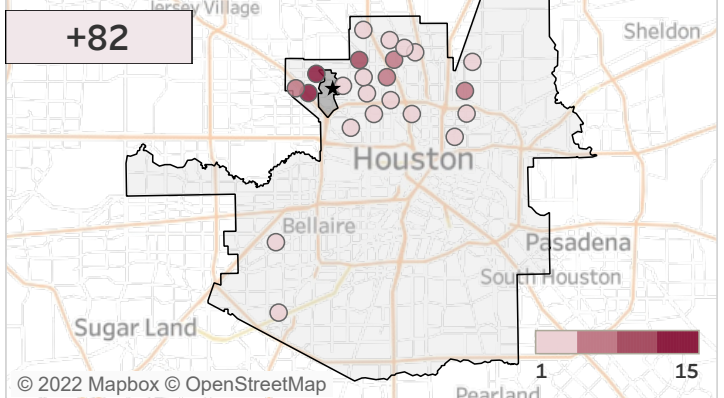 Jersey Village
+82
Sheldon
Houston
Bellaire
Pasadena
South Houston
Sugar Land
1
15
© 2022 Mapbox © OpenStreetMap
Pearland